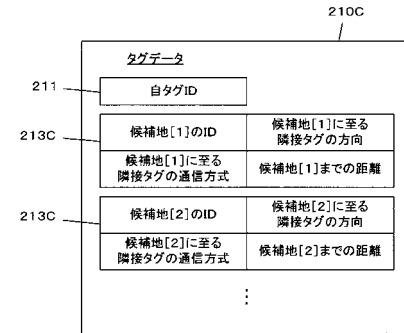 210C
タグデータ
211
自タグID
213C
候補地[1]のID
候補地[1]に至る
隣接タグの方向
候補地[1]に至る
隣接タグの通信方式
候補地[1]までの距離
213C
候補地[2]のID
候補地[2]に至る
隣接タグの方向
候補地[2]に至る
隣接タグの通信方式
候補地[2]までの距離
⋮